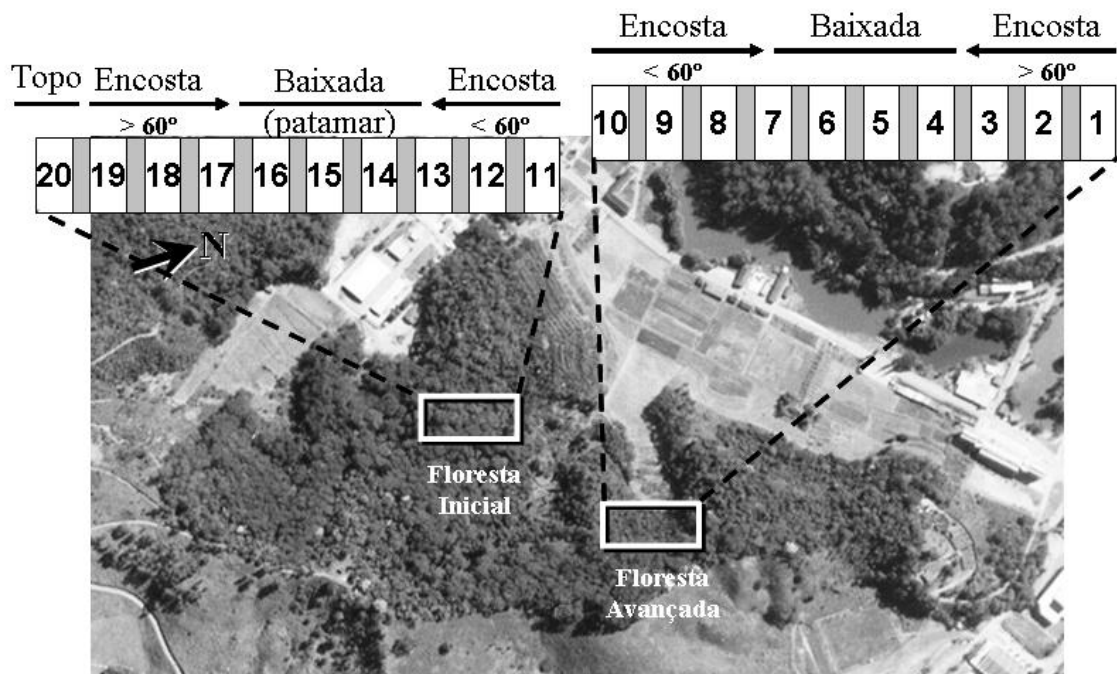 Topo Encosta Baixada Encosta
> 60º (patamar) < 60º
20 19 18 17 16 15 14 13 12 11
Encosta Baixada Encosta
< 60º > 60º
10 9 8 7 6 5 4 3 2 1
N
Floresta
Inicial
Floresta
Avançada